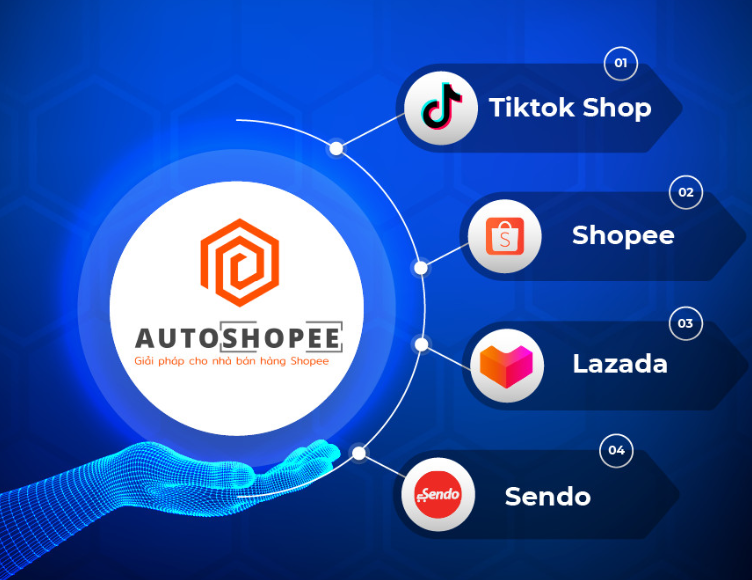 AUTOSHOPEE
Giải pháp cho nhà bán hàng Shopee
01
Tiktok Shop
02
S
Shopee
03
Lazada
04
Sendo
Sendo